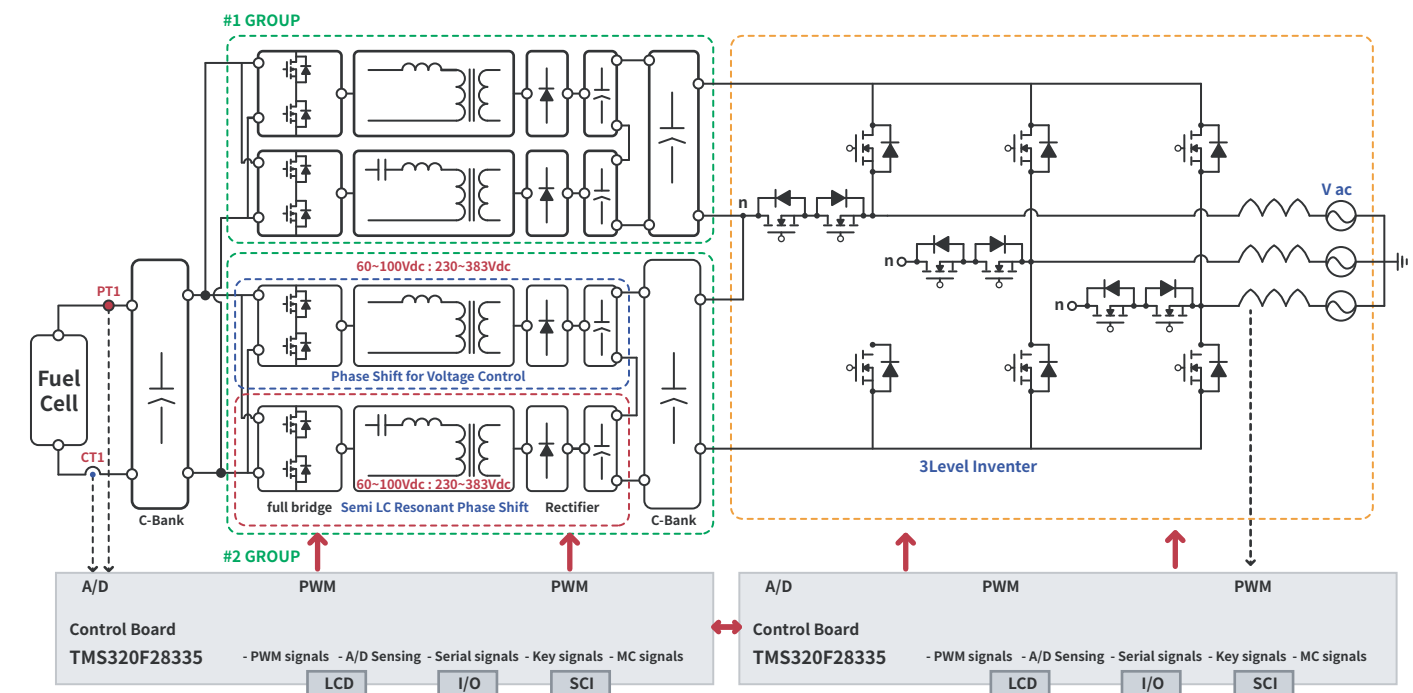 #1 GROUP
V ac
n
n
60~100Vdc : 230~383Vdc
PT1
n
Fuel
Cell
Phase Shift for Voltage Control
CT1
3Level Inventer
60~100Vdc : 230~383Vdc
full bridge
Semi LC Resonant Phase Shift
Rectifier
C-Bank
C-Bank
#2 GROUP
A/D
PWM
PWM
A/D
PWM
PWM
Control Board
TMS320F28335
- PWM signals - A/D Sensing - Serial signals - Key signals - MC signals
LCD
I/O
SCI
Control Board
TMS320F28335
- PWM signals - A/D Sensing - Serial signals - Key signals - MC signals
LCD
I/O
SCI